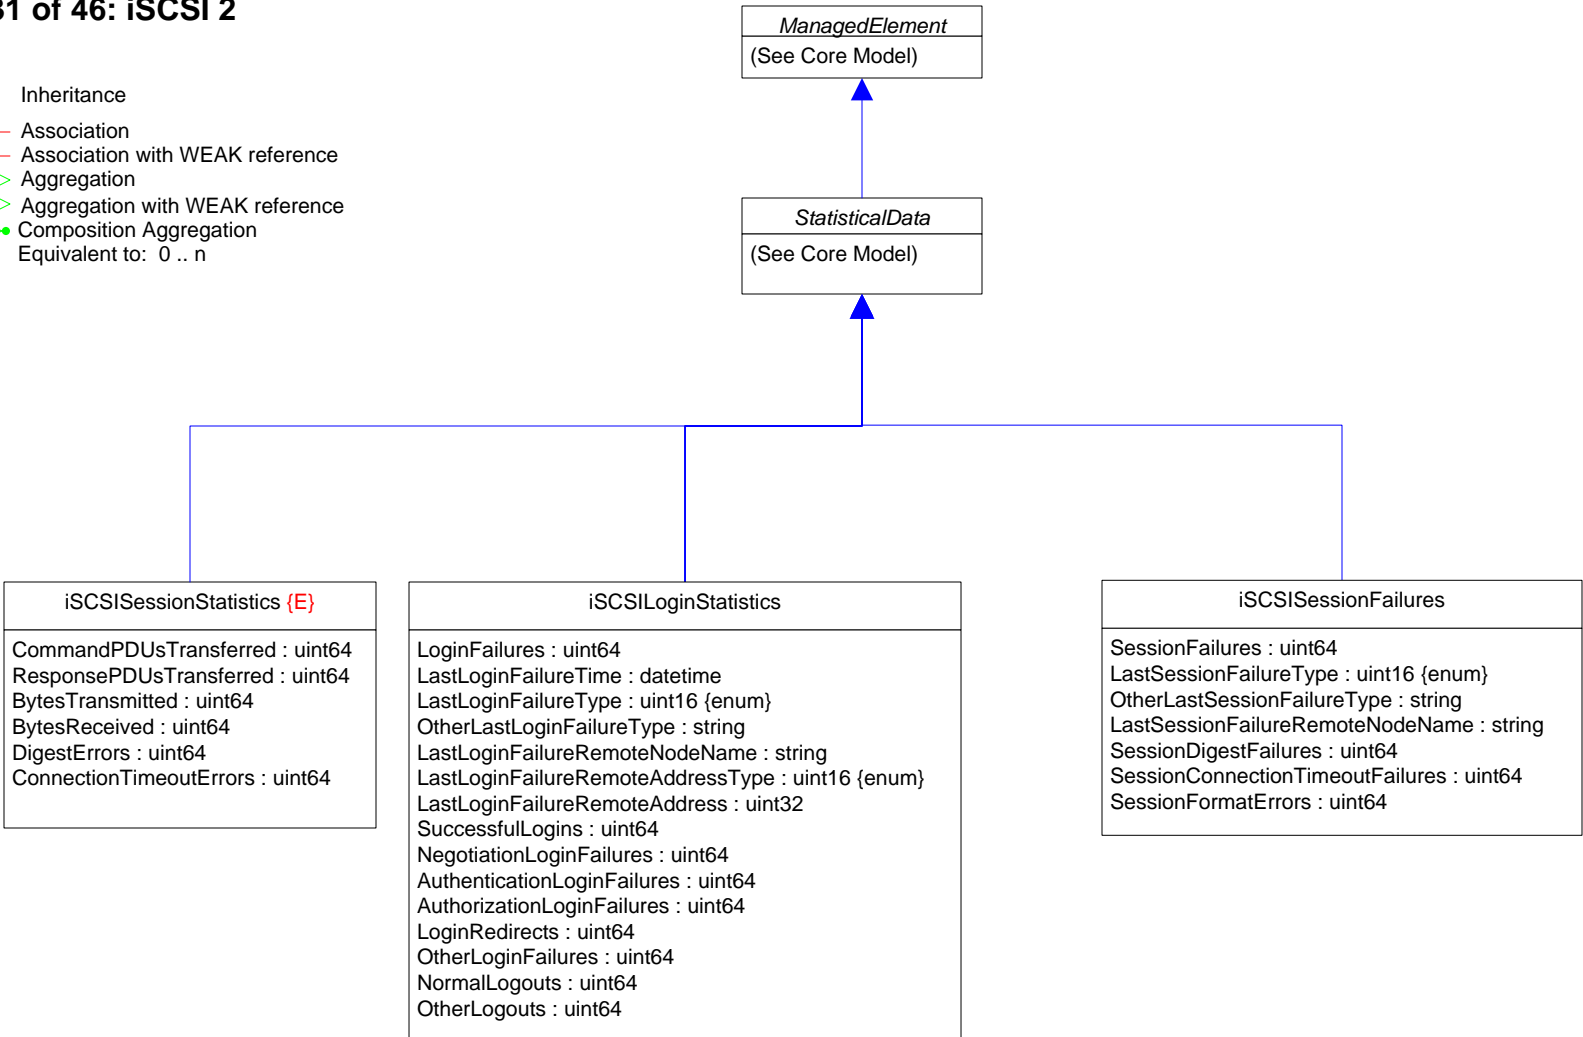 31 of 46: iSCSI 2
Inheritance
Association
Association with WEAK reference
Aggregation
Aggregation with WEAK reference
Composition Aggregation
Equivalent to: 0 .. n
ManagedElement
(See Core Model)
StatisticalData
(See Core Model)
iSCSISessionStatistics {E}
CommandPDUsTransferred : uint64
ResponsePDUsTransferred : uint64
BytesTransmitted : uint64
BytesReceived : uint64
DigestErrors : uint64
ConnectionTimeoutErrors : uint64
iSCSILoginStatistics
LoginFailures : uint64
LastLoginFailureTime : datetime
LastLoginFailureType : uint16 {enum}
OtherLastLoginFailureType : string
LastLoginFailureRemoteNodeName : string
LastLoginFailureRemoteAddressType : uint16 {enum}
LastLoginFailureRemoteAddress : uint32
SuccessfulLogins : uint64
NegotiationLoginFailures : uint64
AuthenticationLoginFailures : uint64
AuthorizationLoginFailures : uint64
LoginRedirects : uint64
OtherLoginFailures : uint64
NormalLogouts : uint64
OtherLogouts : uint64
iSCSISessionFailures
SessionFailures : uint64
LastSessionFailureType : uint16 {enum}
OtherLastSessionFailureType : string
LastSessionFailureRemoteNodeName : string
SessionDigestFailures : uint64
SessionConnectionTimeoutFailures : uint64
SessionFormatErrors : uint64